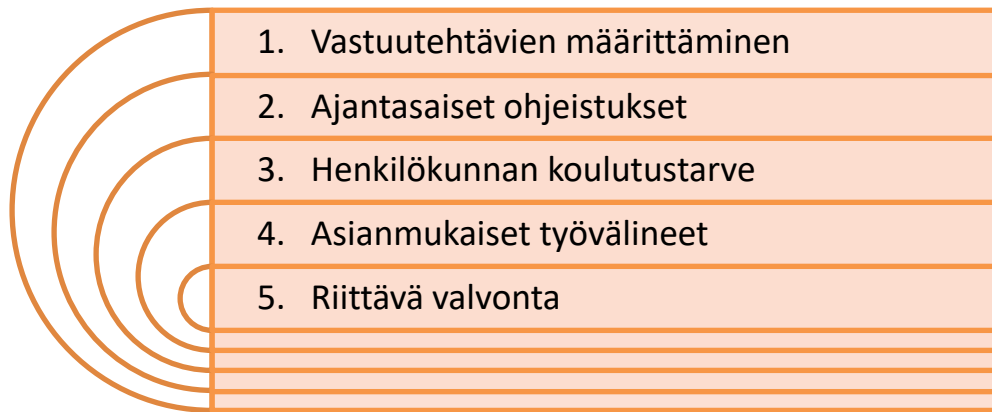 1. Vastuutehtävien määrittäminen
2. Ajantasaiset ohjeistukset
3. Henkilökunnan koulutustarve
4. Asianmukaiset työvälineet
5. Riittävä valvonta